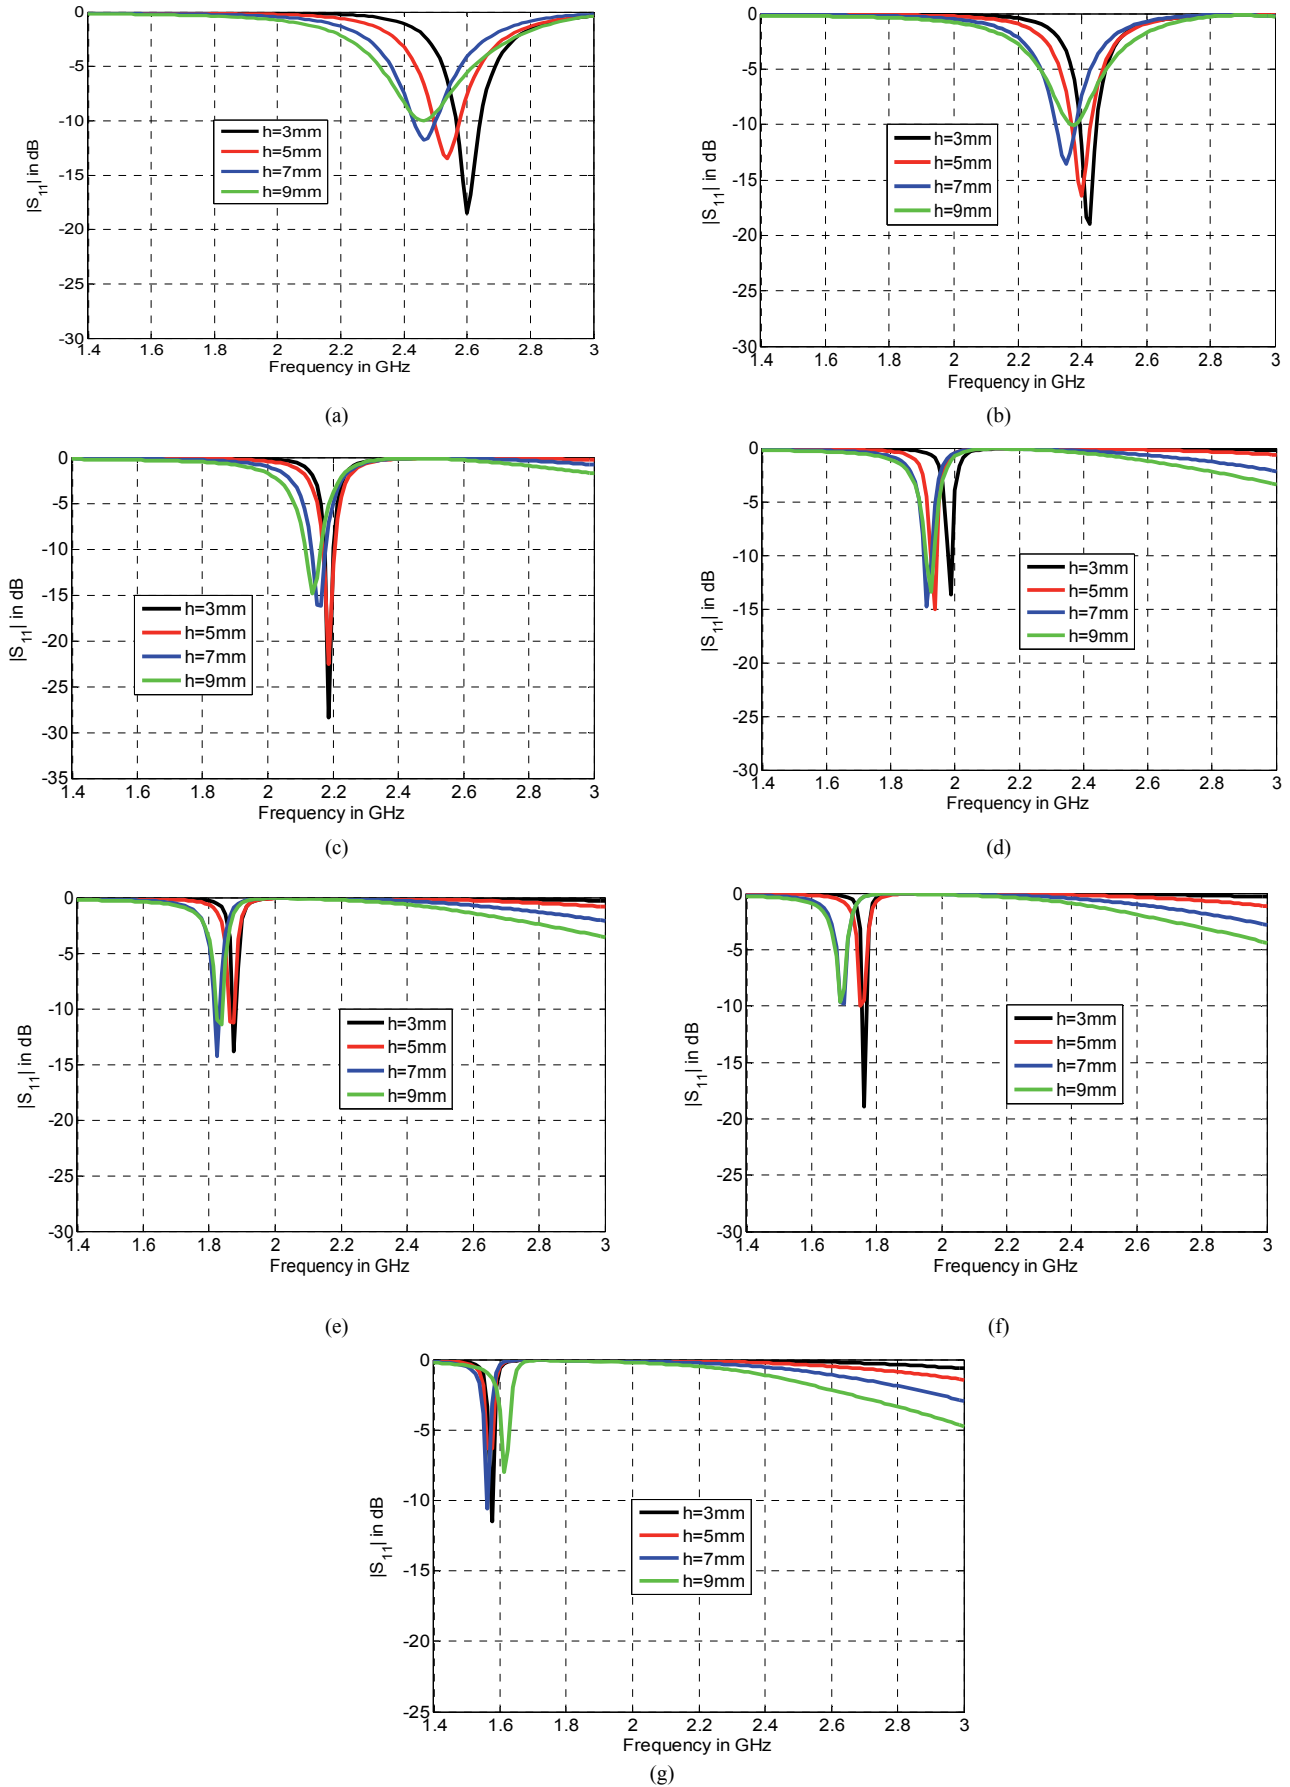 0
-5
-10
-15
-20
-25
-30
1.4 1.6 1.8 2 2.2 2.4 2.6 2.8 3
Frequency in GHz
|S11| in dB
h=3mm
h=5mm
h=7mm
h=9mm
(a)
0
-5
-10
-15
-20
-25
-30
1.4 1.6 1.8 2 2.2 2.4 2.6 2.8 3
Frequency in GHz
|S11| in dB
h=3mm
h=5mm
h=7mm
h=9mm
(b)
0
-5
-10
-15
-20
-25
-30
-35
1.4 1.6 1.8 2 2.2 2.4 2.6 2.8 3
Frequency in GHz
|S11| in dB
h=3mm
h=5mm
h=7mm
h=9mm
(c)
0
-5
-10
-15
-20
-25
-30
1.4 1.6 1.8 2 2.2 2.4 2.6 2.8 3
Frequency in GHz
|S11| in dB
h=3mm
h=5mm
h=7mm
h=9mm
(d)
0
-5
-10
-15
-20
-25
-30
1.4 1.6 1.8 2 2.2 2.4 2.6 2.8 3
Frequency in GHz
|S11| in dB
h=3mm
h=5mm
h=7mm
h=9mm
(e)
0
-5
-10
-15
-20
-25
-30
1.4 1.6 1.8 2 2.2 2.4 2.6 2.8 3
Frequency in GHz
|S11| in dB
h=3mm
h=5mm
h=7mm
h=9mm
(f)
0
-5
-10
-15
-20
-25
1.4 1.6 1.8 2 2.2 2.4 2.6 2.8 3
Frequency in GHz
|S11| in dB
h=3mm
h=5mm
h=7mm
h=9mm
(g)